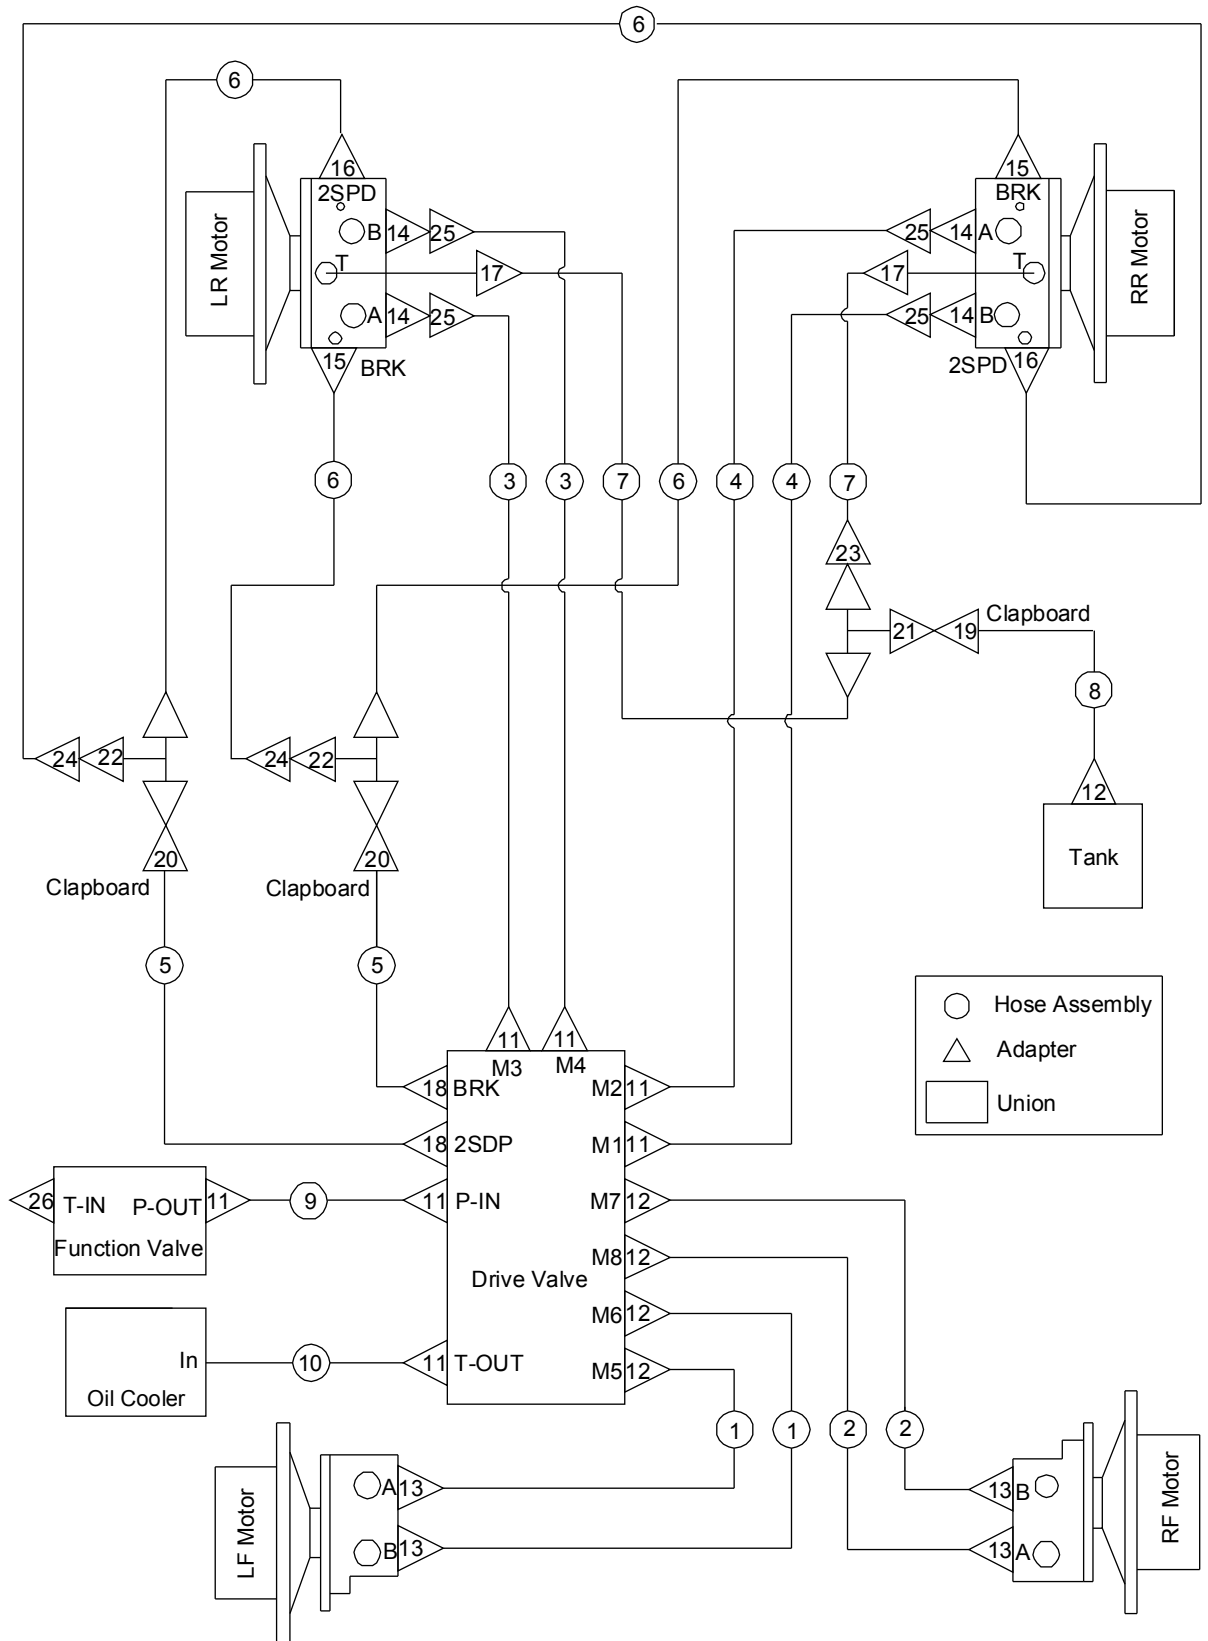 6
6
16
2SPD
B 14 25
T
17
A 14 25
15 BRK
LR Motor
15
BRK
25 14 A
17 T
25 14 B
2SPD 16
RR Motor
6 3 3 7 6 4 4 7
23
21 19 Clapboard
8
24 22 24 22
12
Tank
20 20
Clapboard Clapboard
5 5
Hose Assembly
Adapter
Union
11 11
M3 M4
18 BRK M2 11
18 2SDP M1 11
26 T-IN P-OUT 11 9 11 P-IN M7 12
Function Valve
M8 12
Drive Valve
M6 12
In 10 11 T-OUT M5 12
Oil Cooler
1 1 2 2
LF Motor
A 13
B 13
13 B
13 A
RF Motor